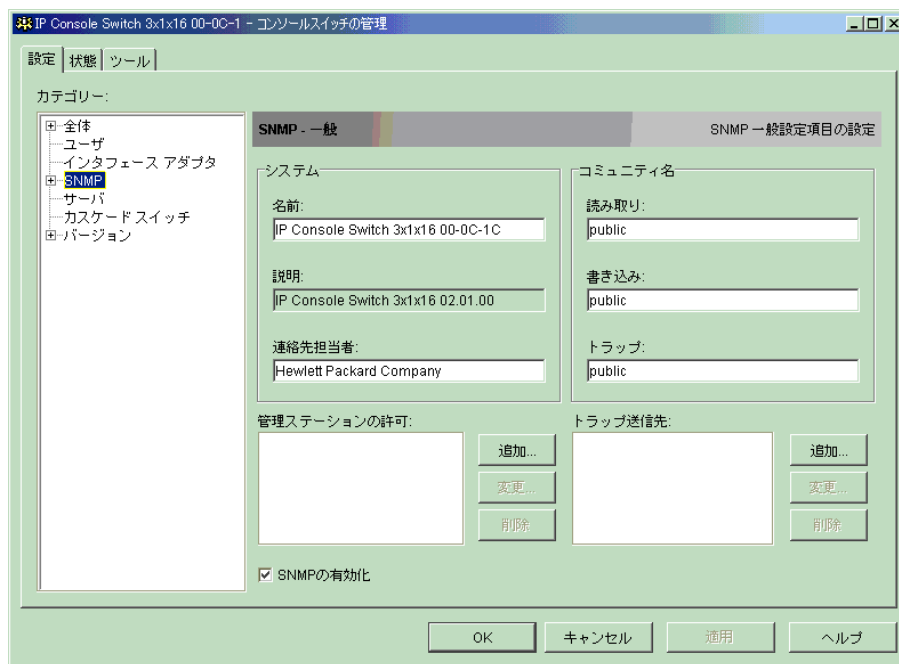 IP Console Switch 3x1x16 00-0C-1 - コンソールスイッチの管理
設定 状態 ツール
カテゴリー:
全体
ユーザ
インタフェース アダプタ
SNMP
サーバ
カスケード スイッチ
バージョン
SNMP - 一般 SNMP 一般設定項目の設定
システム
名前:
IP Console Switch 3x1x16 00-0C-1C
説明:
IP Console Switch 3x1x16 02.01.00
連絡先担当者:
Hewlett Packard Company
コミュニティ名
読み取り:
public
書き込み:
public
トラップ:
public
管理ステーションの許可:
追加...
変更...
削除
トラップ送信先:
追加...
変更...
削除
SNMPの有効化
OK キャンセル 適用 ヘルプ